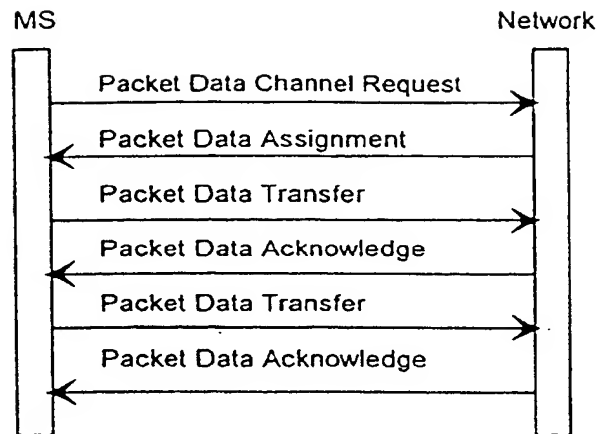 MS
Network
Packet Data Channel Request
Packet Data Assignment
Packet Data Transfer
Packet Data Acknowledge
Packet Data Transfer
Packet Data Acknowledge